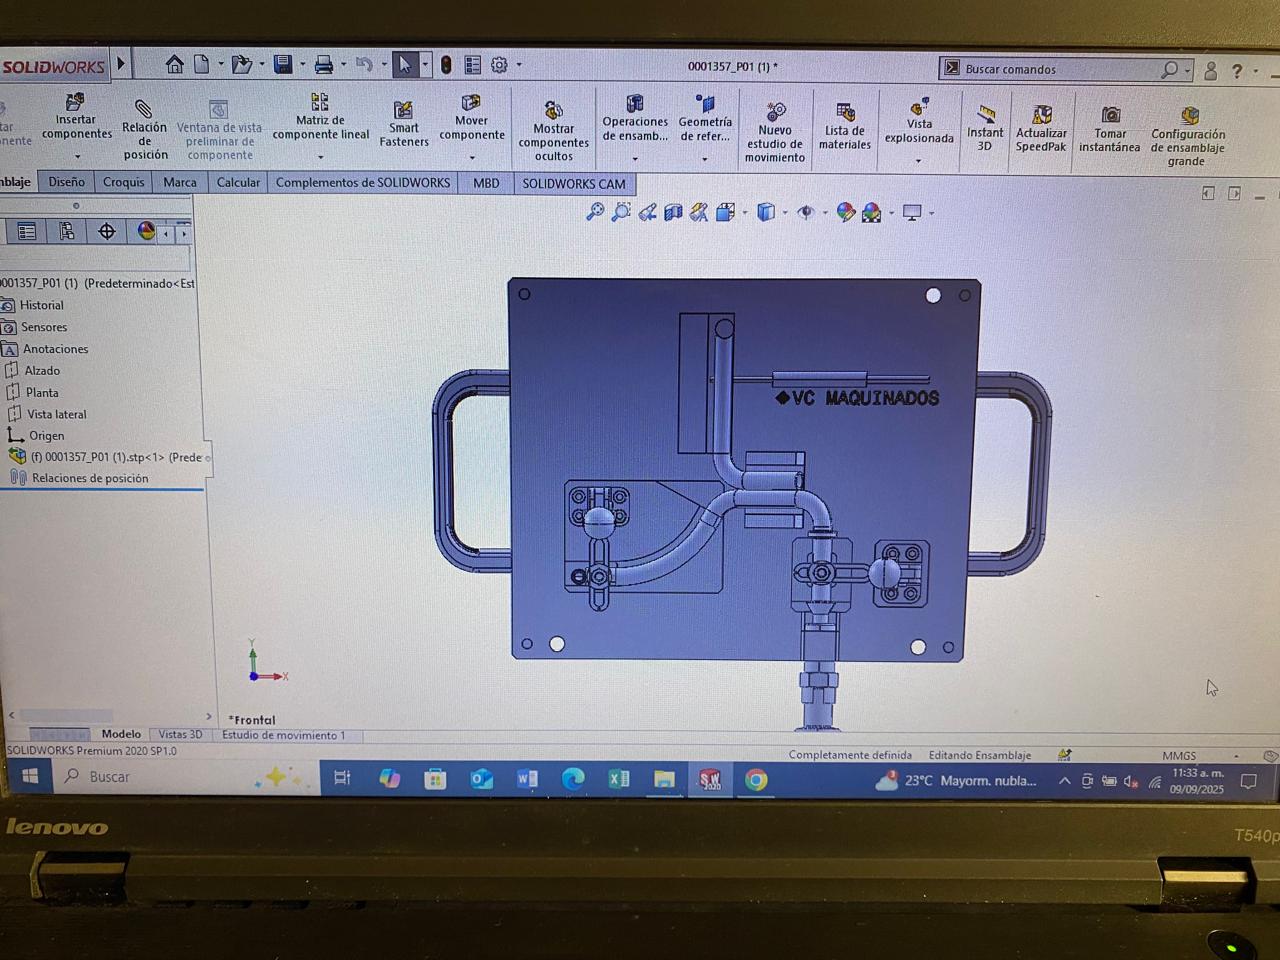 SOLIDWORKS
0001357_P01 (1) *
Buscar comandos
?
Insertar componentes
Relación de posición
Ventana de vista preliminar de componente
Matriz de componente lineal
Smart Fasteners
Mover componente
Mostrar componentes ocultos
Operaciones de ensamb...
Geometría de refer...
Nuevo estudio de movimiento
Lista de materiales
Vista explosionada
Instant 3D
Actualizar SpeedPak
Tomar instantánea
Configuración de ensamblaje grande
Diseño
Croquis
Marca
Calcular
Complementos de SOLIDWORKS
MBD
SOLIDWORKS CAM
0001357_P01 (1) (Predeterminado<Est
Historial
Sensores
A Anotaciones
Alzado
Planta
Vista lateral
Origen
(f) 0001357_P01 (1).stp<1> (Prede
Relaciones de posición
VC MAQUINADOS
Y
X
*Frontal
Modelo
Vistas 3D
Estudio de movimiento 1
SOLIDWORKS Premium 2020 SP1.0
Completamente definida
Editando Ensamblaje
MMGS
Buscar
SW 2020
3
23°C Mayorm. nubla...
11:33 a. m.
09/09/2025
lenovo
T540p